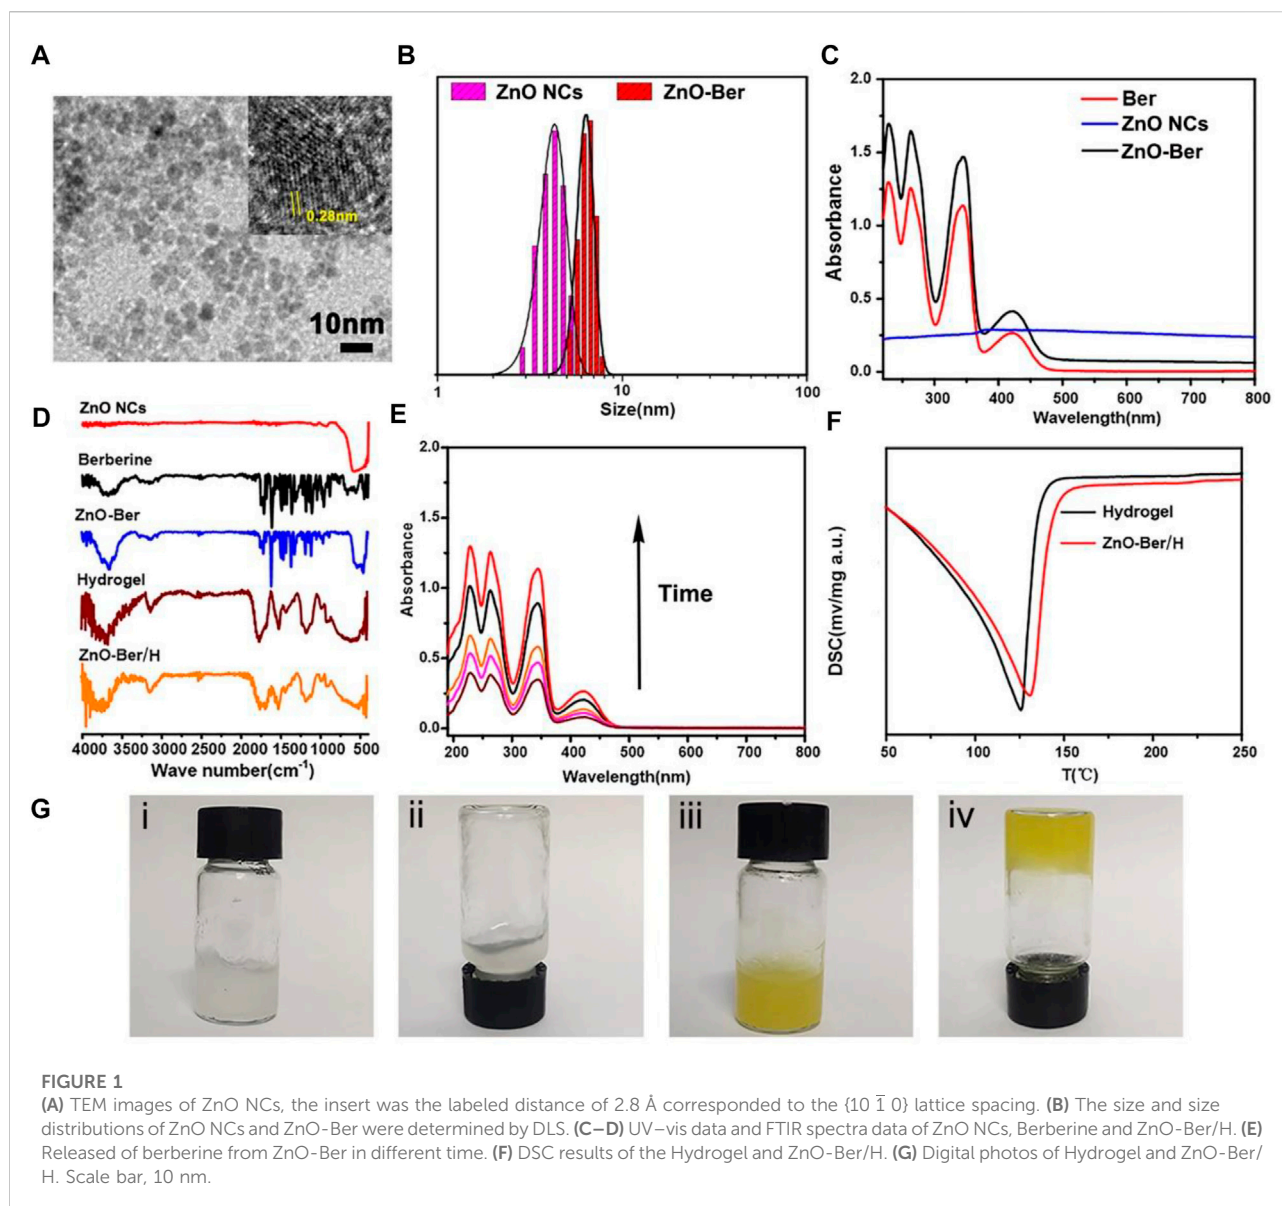 A
0.28nm
10nm
B
ZnO NCs
ZnO-Ber
1
10
100
Size(nm)
C
2.0
1.5
1.0
0.5
0.0
Absorbance
Ber
ZnO NCs
ZnO-Ber
300 400 500 600 700 800
Wavelength(nm)
D
ZnO NCs
Berberine
ZnO-Ber
Hydrogel
ZnO-Ber/H
4000 3500 3000 2500 2000 1500 1000 500
Wave number(cm⁻¹)
E
2.0
1.5
1.0
0.5
0.0
Absorbance
Time
200 300 400 500 600 700 800
Wavelength(nm)
F
DSC(mv/mg a.u.)
Hydrogel
ZnO-Ber/H
50 100 150 200 250
T(℃)
G
i
ii
iii
iv
FIGURE 1
(A) TEM images of ZnO NCs, the insert was the labeled distance of 2.8 Å corresponded to the {10 1̄ 0} lattice spacing. (B) The size and size
distributions of ZnO NCs and ZnO-Ber were determined by DLS. (C–D) UV–vis data and FTIR spectra data of ZnO NCs, Berberine and ZnO-Ber/H. (E)
Released of berberine from ZnO-Ber in different time. (F) DSC results of the Hydrogel and ZnO-Ber/H. (G) Digital photos of Hydrogel and ZnO-Ber/
H. Scale bar, 10 nm.